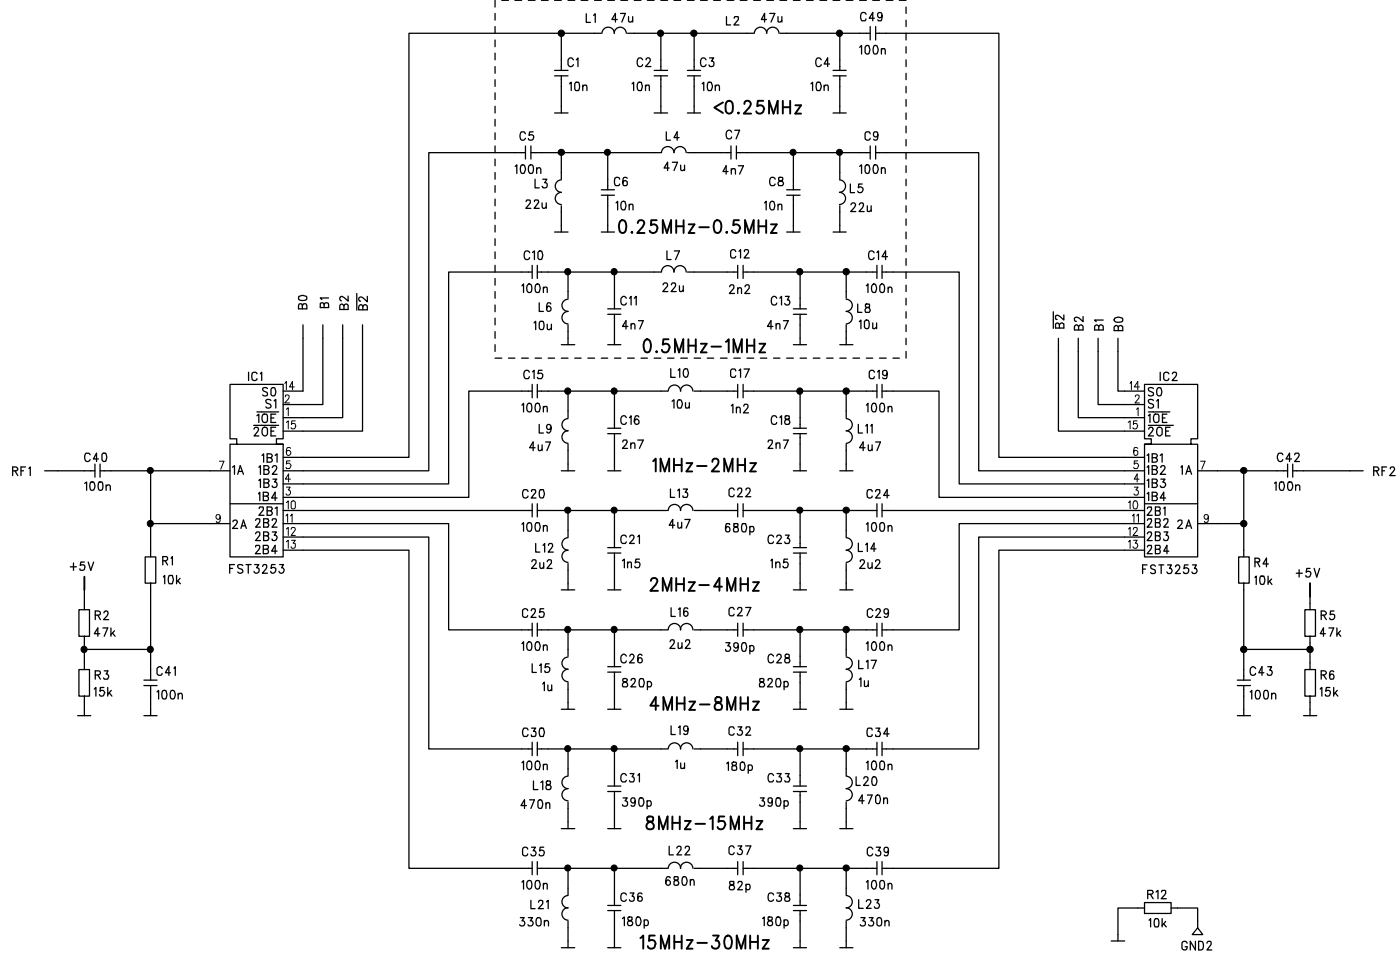 L1 47u L2 47u C49
100n
C1 C2 C3 C4
10n 10n 10n 10n
<0.25MHz
C5 L4 C7 C9
100n 47u 4n7 100n
L3 C6 C8 L5
22u 10n 10n 22u
0.25MHz-0.5MHz
C10 L7 C12 C14
100n 22u 2n2 100n
L6 C11 C13 L8
10u 4n7 4n7 10u
0.5MHz-1MHz
C15 L10 C17 C19
100n 10u 1n2 100n
L9 C16 C18 L11
4u7 2n7 2n7 4u7
1MHz-2MHz
C20 L13 C22 C24
100n 4u7 680p 100n
L12 C21 C23 L14
2u2 1n5 1n5 2u2
2MHz-4MHz
C25 L16 C27 C29
100n 2u2 390p 100n
L15 C26 C28 L17
1u 820p 820p 1u
4MHz-8MHz
C30 L19 C32 C34
100n 1u 180p 100n
L18 C31 C33 L20
470n 390p 390p 470n
8MHz-15MHz
C35 L22 C37 C39
100n 680n 82p 100n
L21 C36 C38 L23
330n 180p 180p 330n
15MHz-30MHz
B0 B1 B2 B2
IC1
S0 14
S1 2
1OE 1
2OE 15
1B1 6
7 1A 1B2 5
1B3 4
1B4 3
2B1 10
9 2A 2B2 11
2B3 12
2B4 13
FST3253
RF1
C40
100n
R1
10k
+5V
R2
47k
R3
15k
C41
100n
B2 B2 B1 B0
IC2
14 S0
2 S1
1 1OE
15 2OE
6 1B1
5 1B2 1A 7
4 1B3
3 1B4
10 2B1
11 2B2 2A 9
12 2B3
13 2B4
FST3253
C42
100n
RF2
R4
10k
+5V
R5
47k
C43
100n
R6
15k
R12
10k
GND2